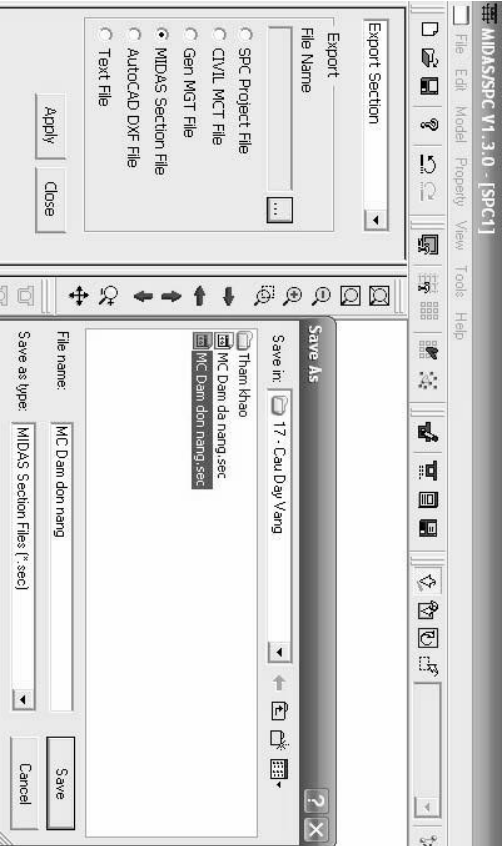 MIDAS/SPC V1.3.0 - [SPC1]
File Edit Model Property View Tools Help
Export Section
Export
File Name
...
SPC Project File
CIVIL MCT File
Gen MGT File
MIDAS Section File
AutoCAD DXF File
Text File
Apply Close
Save As
Save in: 17 - Cau Day Vang
Tham khao
MC Dam da nang.sec
MC Dam don nang.sec
File name: MC Dam don nang Save
Save as type: MIDAS Section Files (*.sec) Cancel